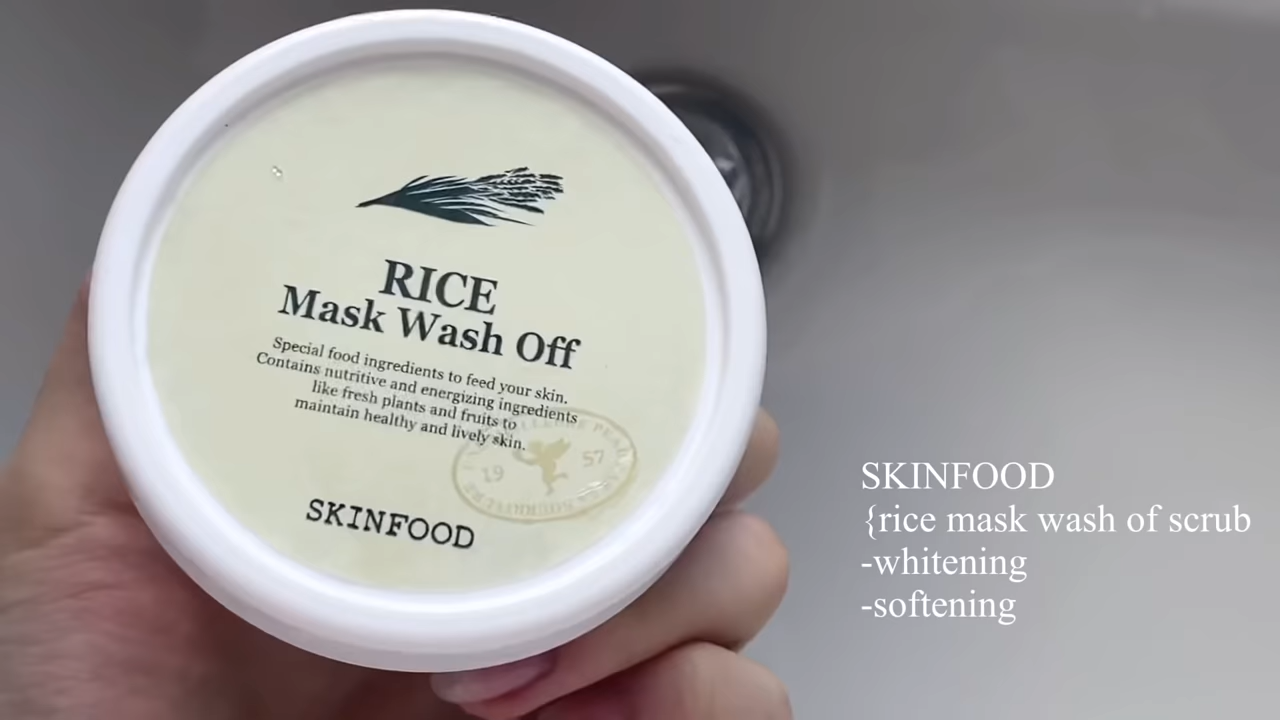 RICE
Mask Wash Off
Special food ingredients to feed your skin.
Contains nutritive and energizing ingredients
like fresh plants and fruits to
maintain healthy and lively skin.
19 57
SKINFOOD
SKINFOOD
{rice mask wash of scrub
-whitening
-softening